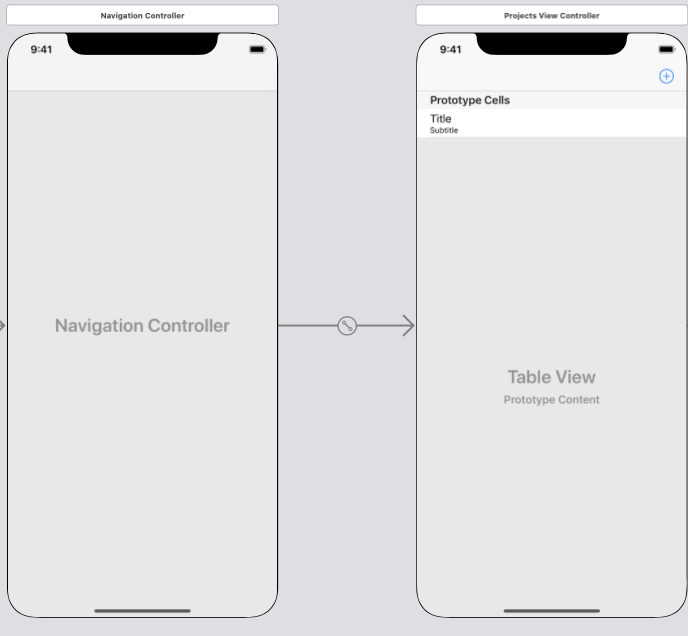 Navigation Controller
9:41
Navigation Controller
Projects View Controller
9:41
Prototype Cells
Title
Subtitle
Table View
Prototype Content